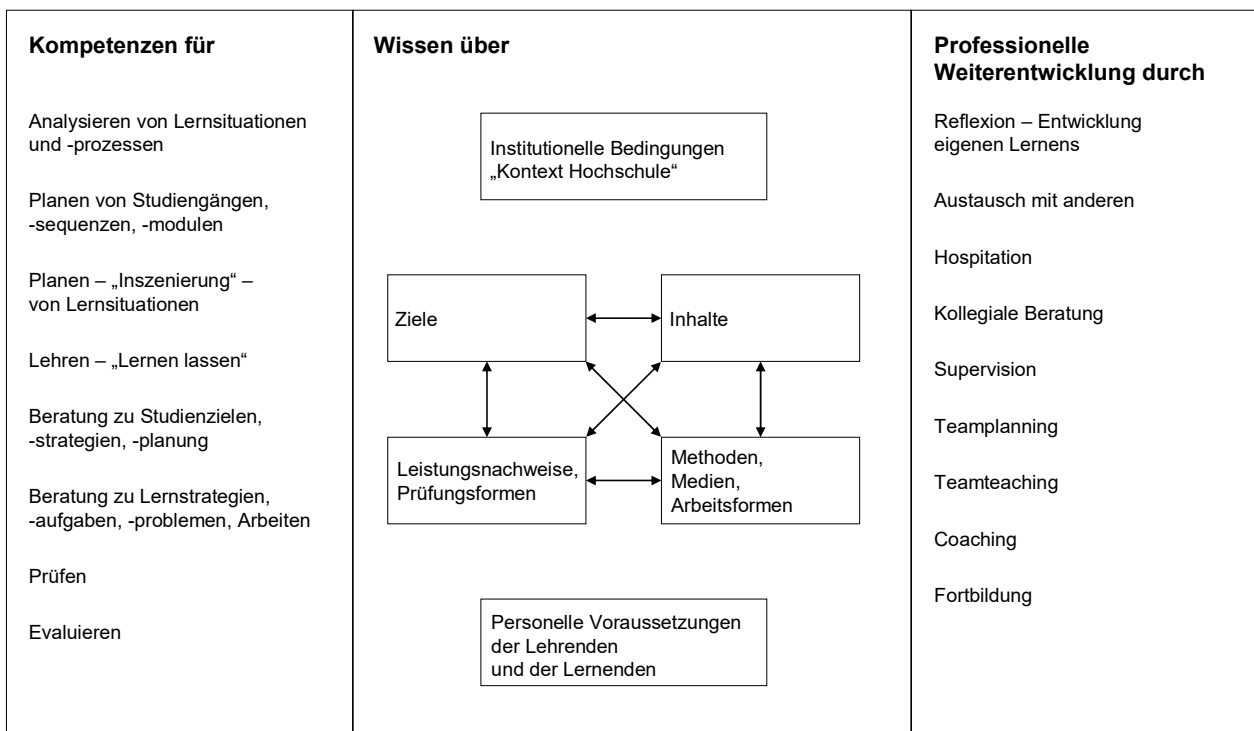 Kompetenzen für
Analysieren von Lernsituationen
und -prozessen
Planen von Studiengängen,
-sequenzen, -modulen
Planen – „Inszenierung“ –
von Lernsituationen
Lehren – „Lernen lassen“
Beratung zu Studienzielen,
-strategien, -planung
Beratung zu Lernstrategien,
-aufgaben, -problemen, Arbeiten
Prüfen
Evaluieren
Wissen über
Institutionelle Bedingungen
„Kontext Hochschule“
Ziele
Inhalte
Leistungsnachweise,
Prüfungsformen
Methoden,
Medien,
Arbeitsformen
Personelle Voraussetzungen
der Lehrenden
und der Lernenden
Professionelle
Weiterentwicklung durch
Reflexion – Entwicklung
eigenen Lernens
Austausch mit anderen
Hospitation
Kollegiale Beratung
Supervision
Teamplanning
Teamteaching
Coaching
Fortbildung